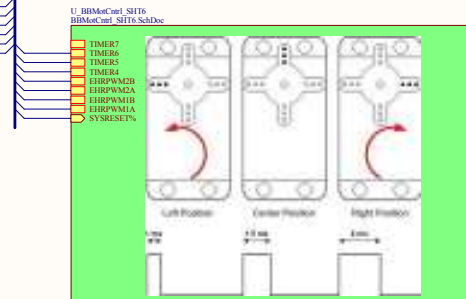 U_BBMotCntrl_SHT6
BBMotCntrl_SHT6.SchDoc
TIMER7
TIMER6
TIMER5
TIMER4
EHRPWM2B
EHRPWM2A
EHRPWM1B
EHRPWM1A
SYSRESET%
Left Position
Center Position
Right Position